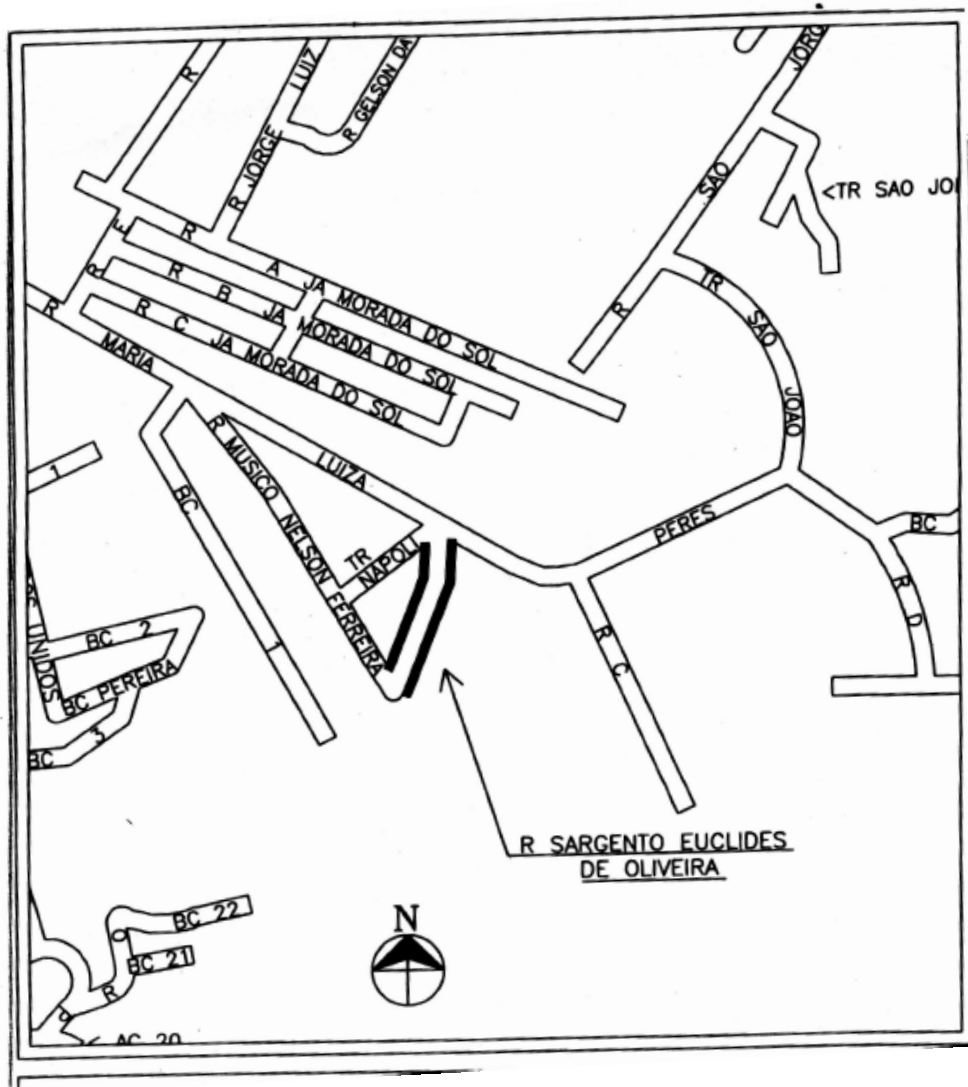 R
R JORGE LUIZ
R GELSON DA
R SAO JORG
<TR SAO JO
R E
R A JA MORADA DO SOL
R B JA MORADA DO SOL
R C JA MORADA DO SOL
TR SAO JOAO
R MARIA LUIZA PERES
1
BC 1
R MUSICO NELSON FERREIRA
TR NAPOLI
BC
R D
R C
UNIDOS
BC 2
BC PEREIRA
BC 3
R SARGENTO EUCLIDES
DE OLIVEIRA
BC 22
BC 21
R 9
N
< AC 20